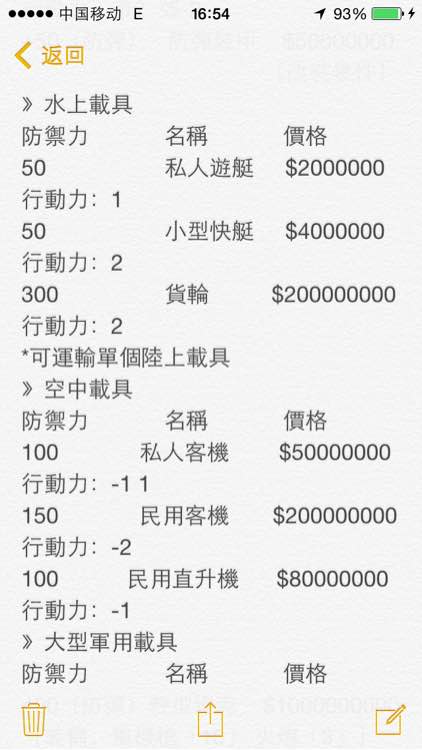 中国移动 E 16:54 93%
返回
》水上載具
防禦力 名稱 價格
50 私人遊艇 $2000000
行動力：1
50 小型快艇 $4000000
行動力：2
300 貨輪 $200000000
行動力：2
*可運輸單個陸上載具
》空中載具
防禦力 名稱 價格
100 私人客機 $50000000
行動力：-1 1
150 民用客機 $200000000
行動力：-2
100 民用直升機 $80000000
行動力：-1
》大型軍用載具
防禦力 名稱 價格